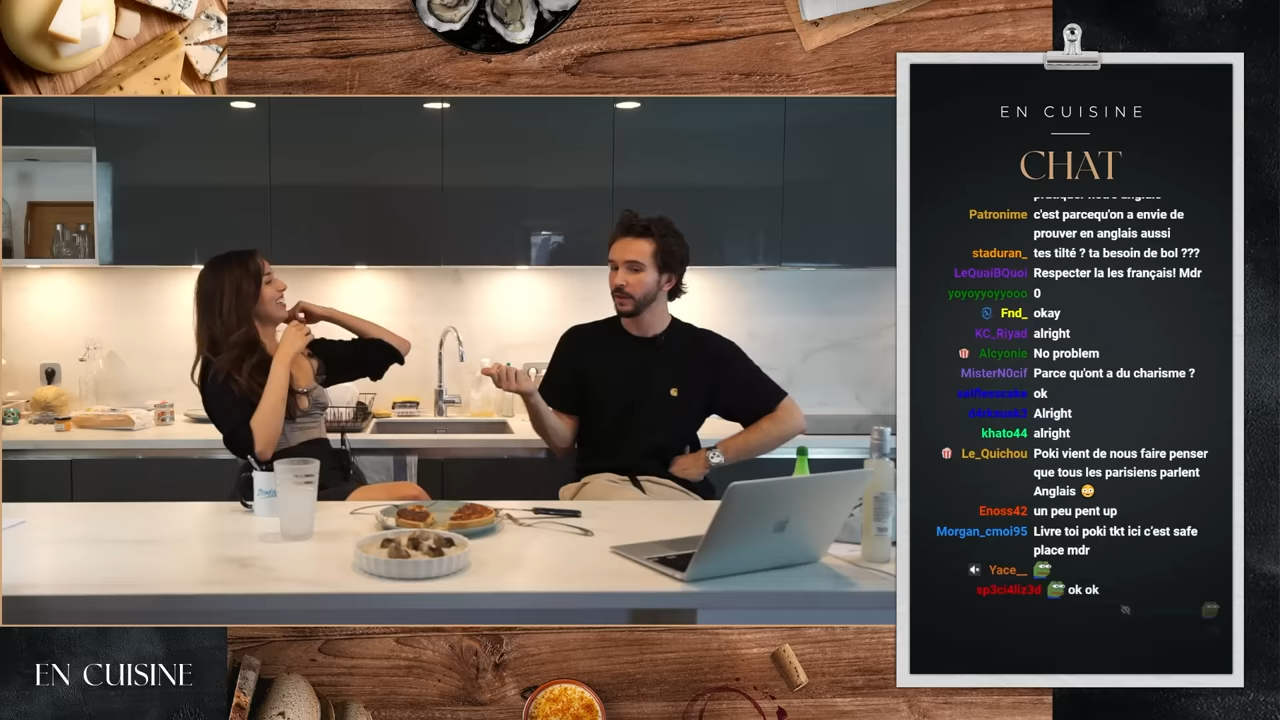 EN CUISINE
CHAT
Patronime c'est parcequ'on a envie de
prouver en anglais aussi
staduran_ tes tilté ? ta besoin de bol ???
LeQuaiBQuoi Respecter la les français! Mdr
yoyoyyoyyooo 0
Fnd_ okay
KC_Riyad alright
Alcyonie No problem
MisterN0cif Parce qu'ont a du charisme ?
ok
Alright
khato44 alright
Le_Quichou Poki vient de nous faire penser
que tous les parisiens parlent
Anglais 😳
Enoss42 un peu pent up
Morgan_cmoi95 Livre toi poki tkt ici c'est safe
place mdr
Yace__
sp3ci4liz3d ok ok
EN CUISINE